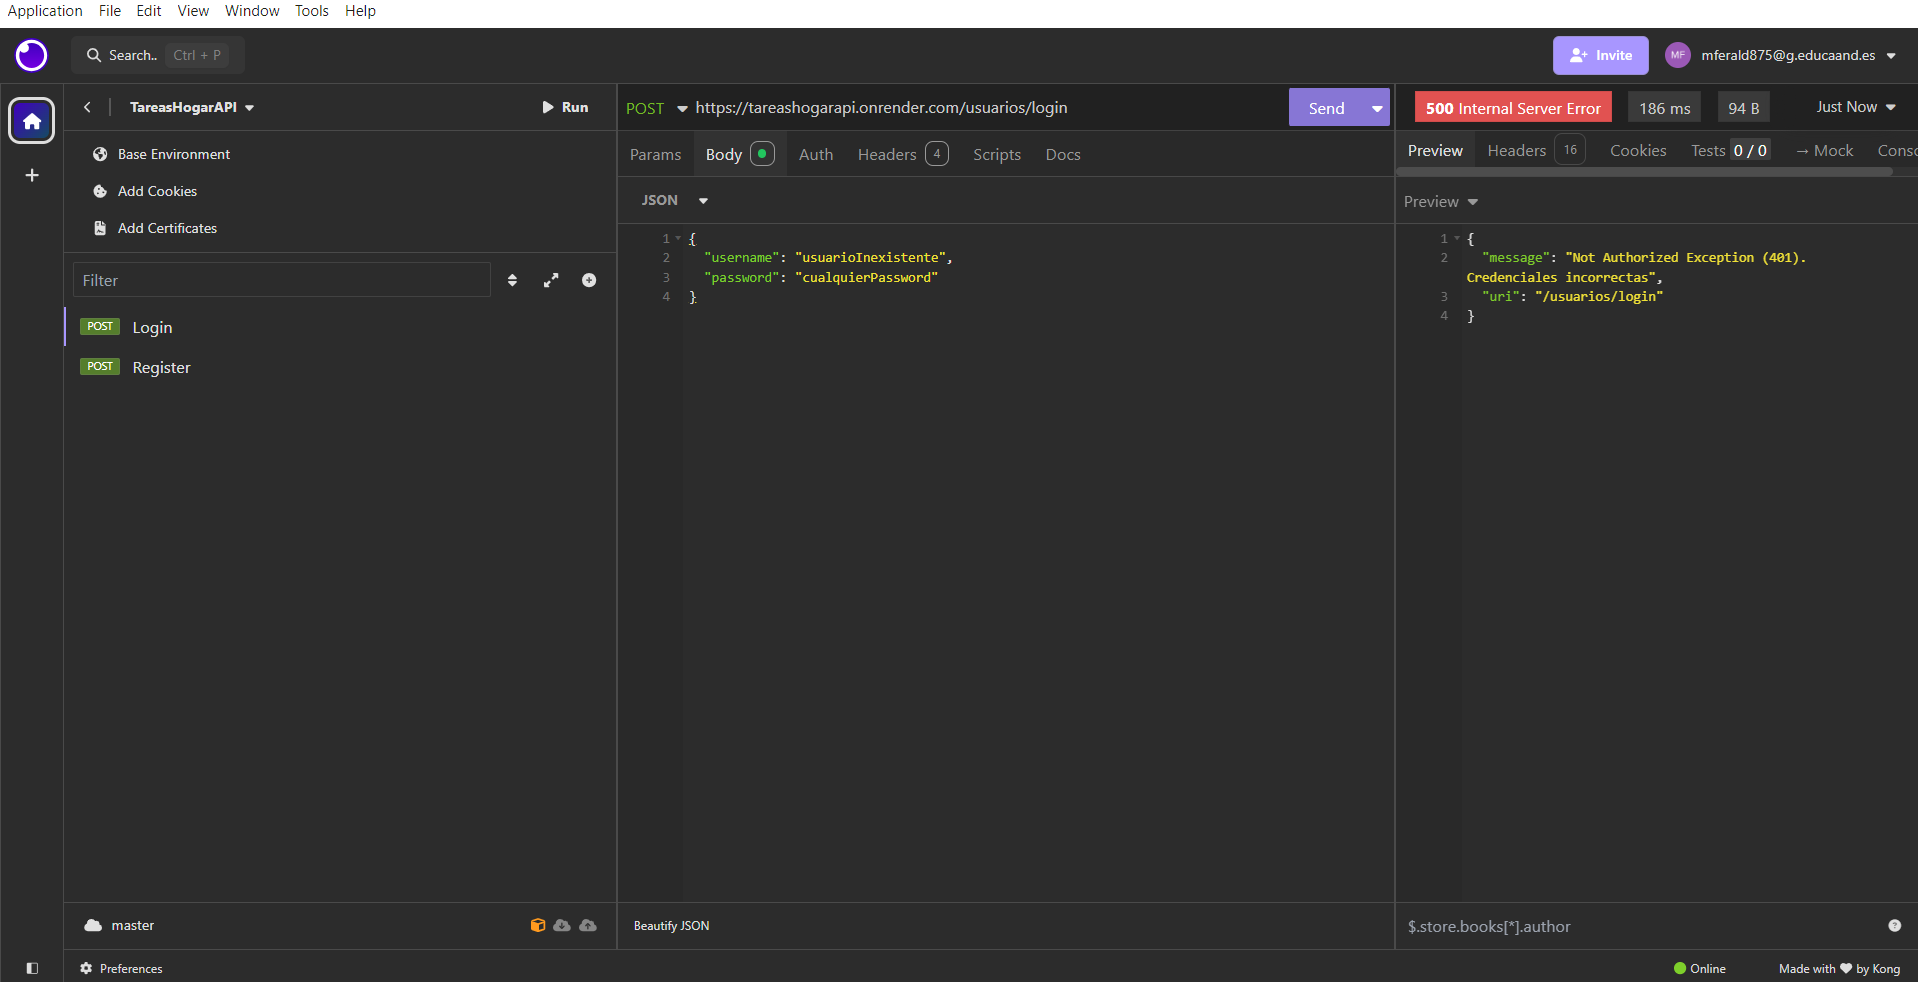 Application File Edit View Window Tools Help
Search.. Ctrl + P
Invite
MF mferald875@g.educaand.es
TareasHogarAPI
Run
POST https://tareashogarapi.onrender.com/usuarios/login
Send
500 Internal Server Error 186 ms 94 B Just Now
Base Environment
Add Cookies
Add Certificates
Filter
POST Login
POST Register
Params Body Auth Headers 4 Scripts Docs
JSON
1 {
2 "username": "usuarioInexistente",
3 "password": "cualquierPassword"
4 }
Preview Headers 16 Cookies Tests 0 / 0 → Mock Conso
Preview
1 {
2 "message": "Not Authorized Exception (401).
Credenciales incorrectas",
3 "uri": "/usuarios/login"
4 }
master
Beautify JSON
$.store.books[*].author
Preferences
Online
Made with ❤ by Kong